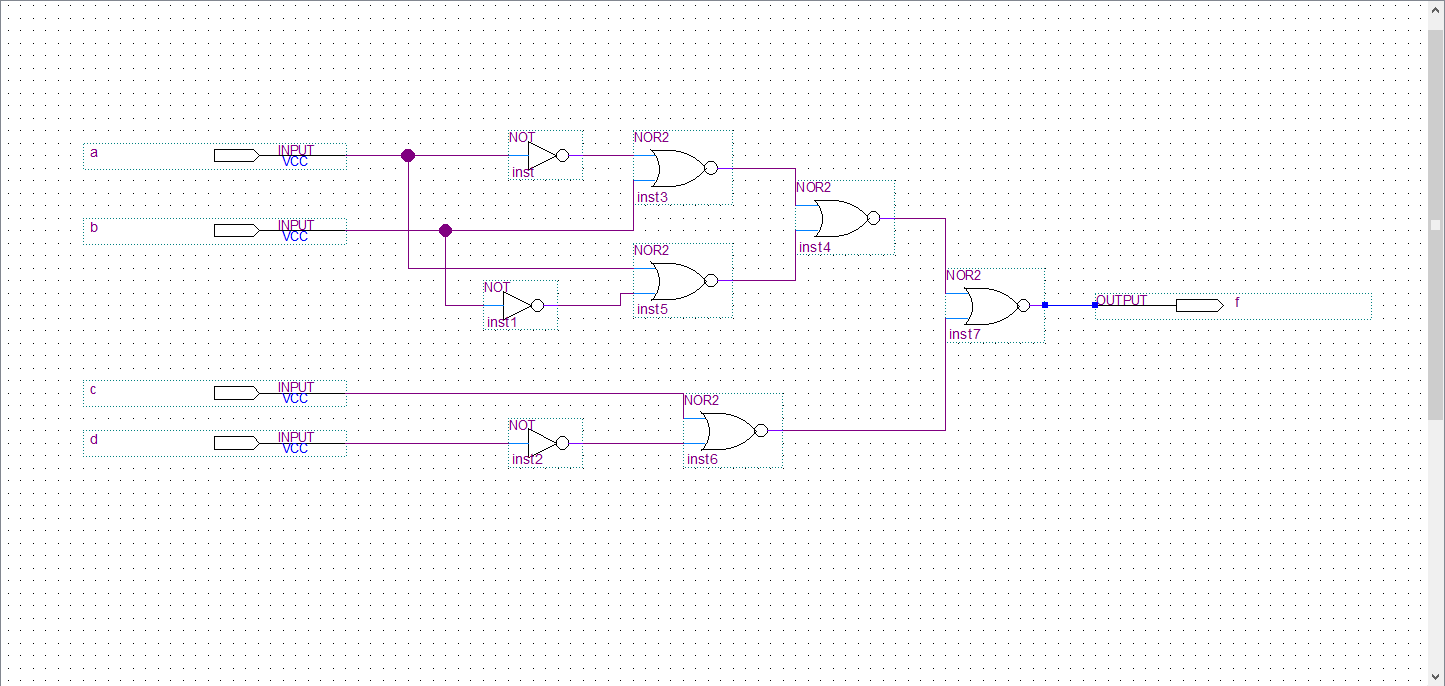 a
INPUT
VCC
NOT
inst
NOR2
inst3
NOR2
inst4
b
INPUT
VCC
NOR2
inst5
NOT
inst1
NOR2
inst7
OUTPUT
f
c
INPUT
VCC
NOR2
inst6
d
INPUT
VCC
NOT
inst2